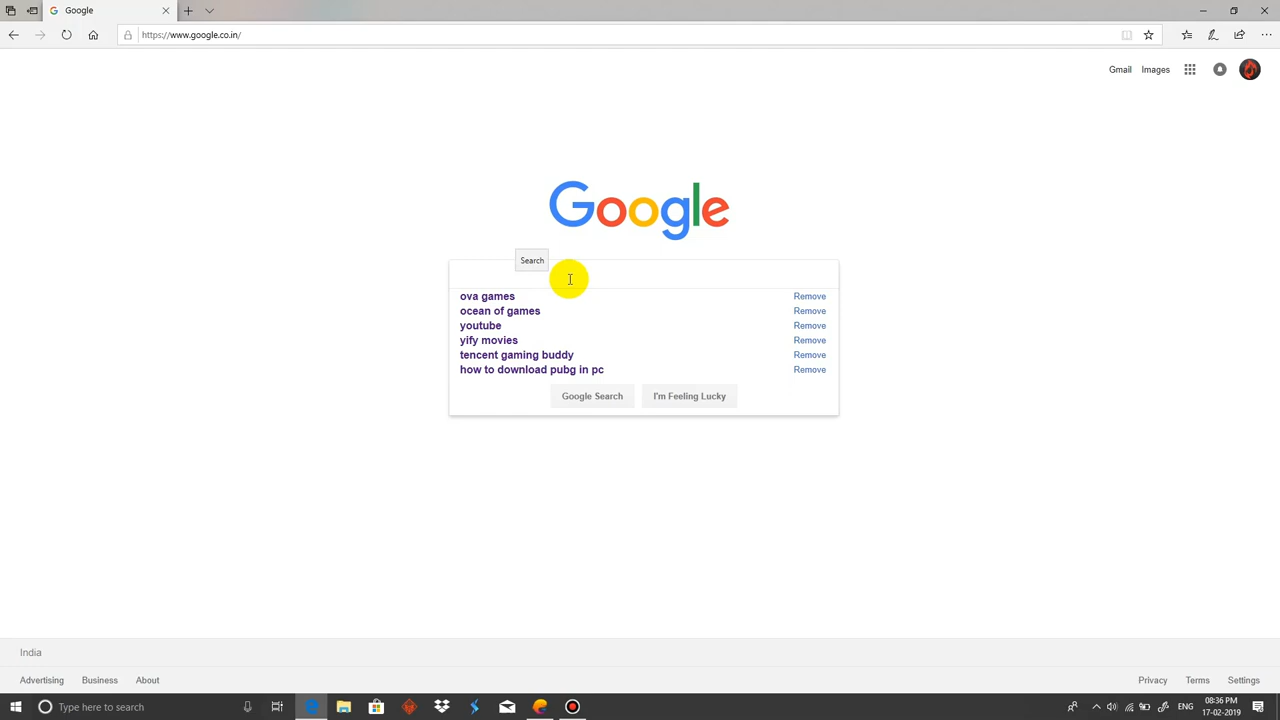 Google
https://www.google.co.in/
Gmail Images
Google
Search
ova games Remove
ocean of games Remove
youtube Remove
yify movies Remove
tencent gaming buddy Remove
how to download pubg in pc Remove
Google Search I'm Feeling Lucky
India
Advertising Business About Privacy Terms Settings
Type here to search ENG 08:36 PM
17-02-2019